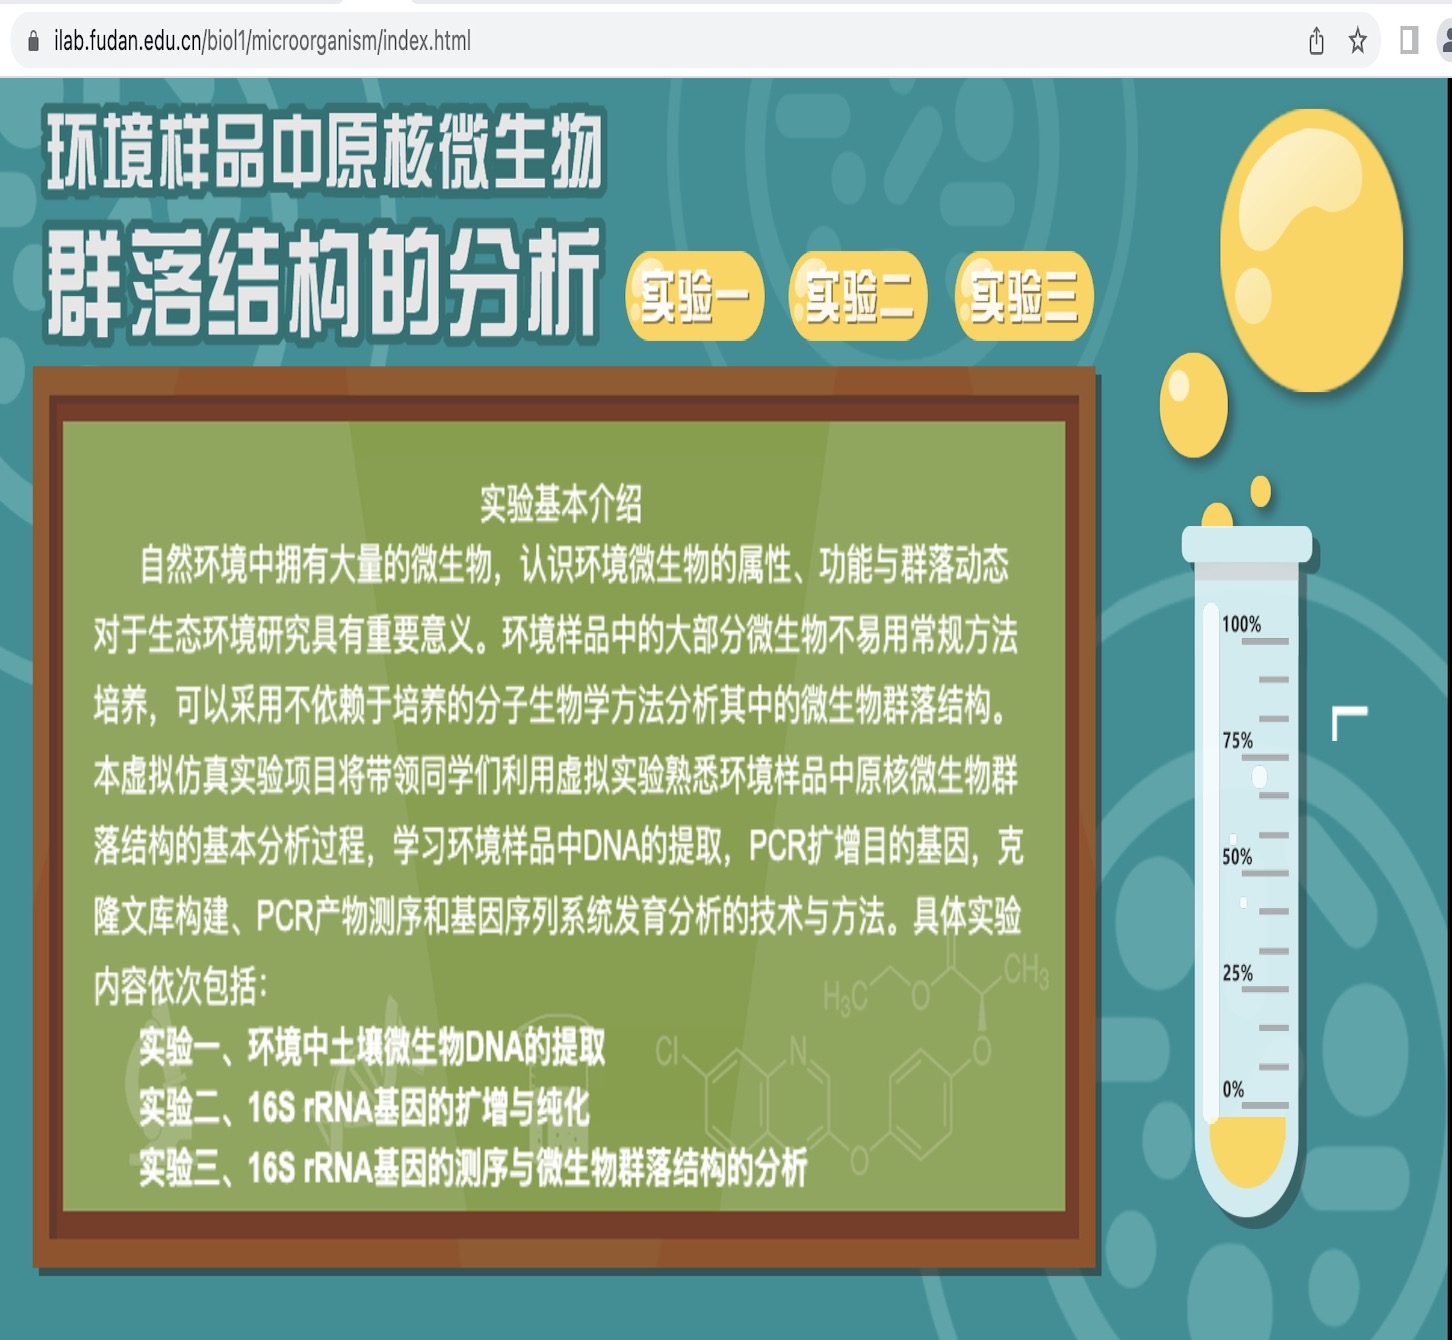 ilab.fudan.edu.cn/biol1/microorganism/index.html
环境样品中原核微生物
群落结构的分析
实验一
实验二
实验三
实验基本介绍
自然环境中拥有大量的微生物，认识环境微生物的属性、功能与群落动态
对于生态环境研究具有重要意义。环境样品中的大部分微生物不易用常规方法
培养，可以采用不依赖于培养的分子生物学方法分析其中的微生物群落结构。
本虚拟仿真实验项目将带领同学们利用虚拟实验熟悉环境样品中原核微生物群
落结构的基本分析过程，学习环境样品中DNA的提取，PCR扩增目的基因，克
隆文库构建、PCR产物测序和基因序列系统发育分析的技术与方法。具体实验
内容依次包括：
实验一、环境中土壤微生物DNA的提取
实验二、16S rRNA基因的扩增与纯化
实验三、16S rRNA基因的测序与微生物群落结构的分析
H₃C
O
CH₃
Cl
N
O
O
100%
75%
50%
25%
0%